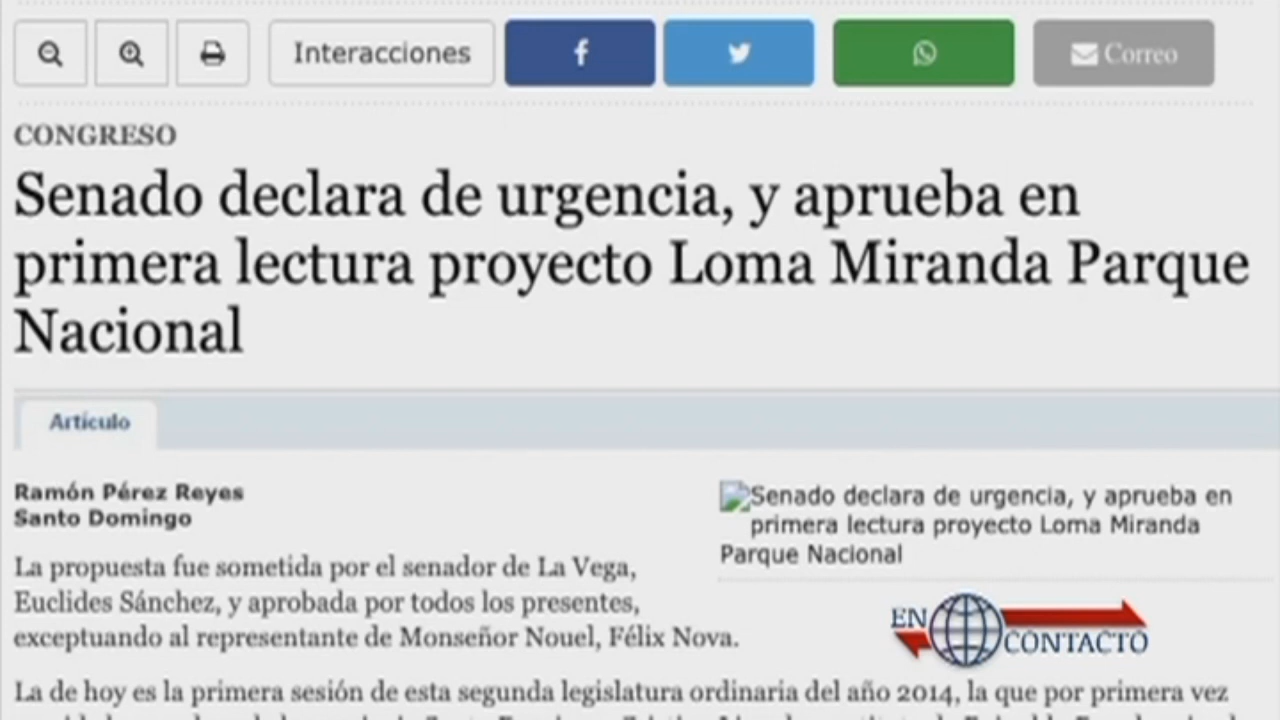 Interacciones
Correo
CONGRESO
Senado declara de urgencia, y aprueba en
primera lectura proyecto Loma Miranda Parque
Nacional
Artículo
Ramón Pérez Reyes
Santo Domingo
Senado declara de urgencia, y aprueba en
primera lectura proyecto Loma Miranda
Parque Nacional
La propuesta fue sometida por el senador de La Vega,
Euclides Sánchez, y aprobada por todos los presentes,
exceptuando al representante de Monseñor Nouel, Félix Nova.
EN
CONTACTO
La de hoy es la primera sesión de esta segunda legislatura ordinaria del año 2014, la que por primera vez